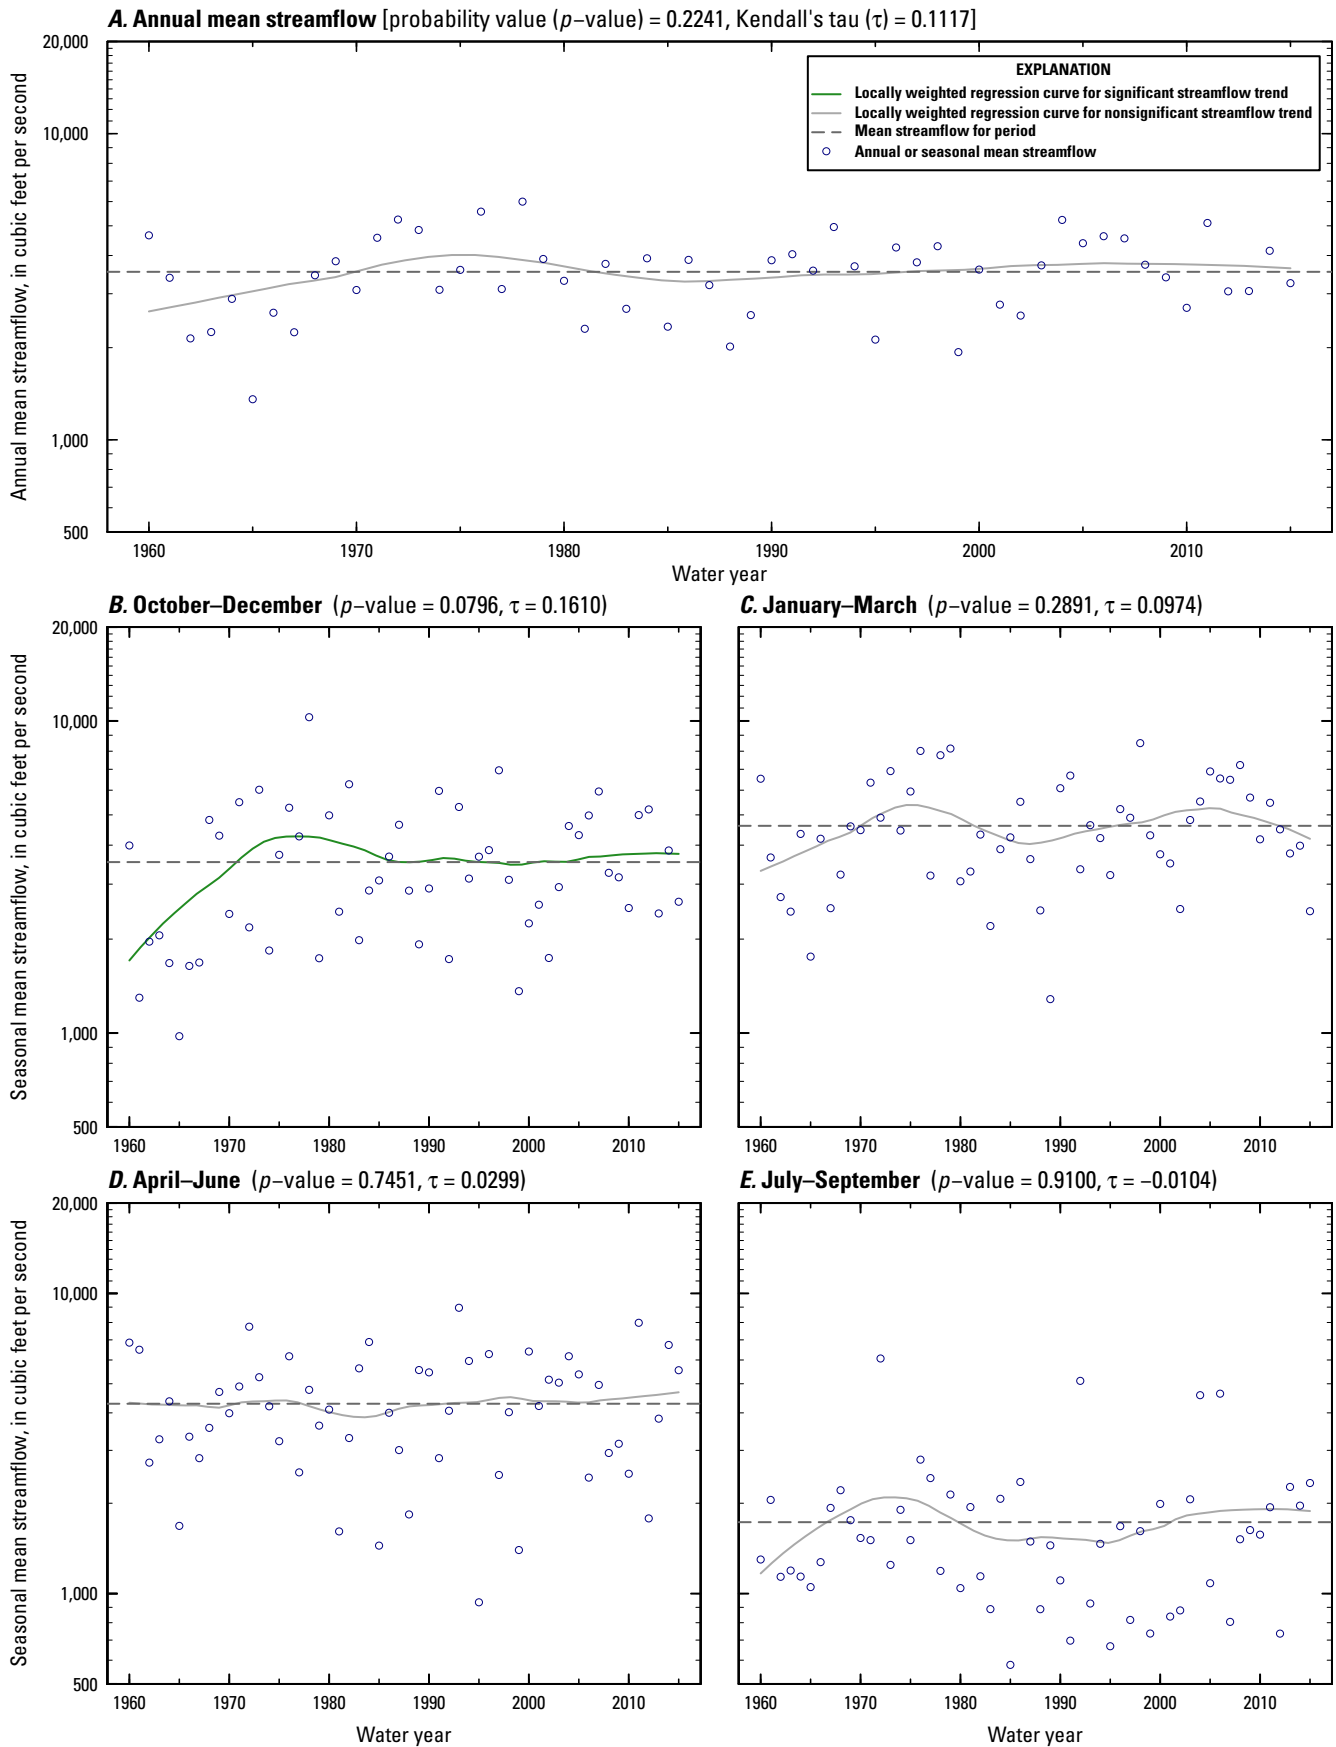 A. Annual mean streamflow [probability value (p–value) = 0.2241, Kendall's tau (τ) = 0.1117]
20,000
10,000
1,000
500
Annual mean streamflow, in cubic feet per second
EXPLANATION
Locally weighted regression curve for significant streamflow trend
Locally weighted regression curve for nonsignificant streamflow trend
Mean streamflow for period
Annual or seasonal mean streamflow
1960 1970 1980 1990 2000 2010
Water year
B. October–December (p–value = 0.0796, τ = 0.1610)
20,000
10,000
1,000
500
Seasonal mean streamflow, in cubic feet per second
1960 1970 1980 1990 2000 2010
C. January–March (p–value = 0.2891, τ = 0.0974)
1960 1970 1980 1990 2000 2010
D. April–June (p–value = 0.7451, τ = 0.0299)
20,000
10,000
1,000
500
Seasonal mean streamflow, in cubic feet per second
1960 1970 1980 1990 2000 2010
Water year
E. July–September (p–value = 0.9100, τ = −0.0104)
1960 1970 1980 1990 2000 2010
Water year